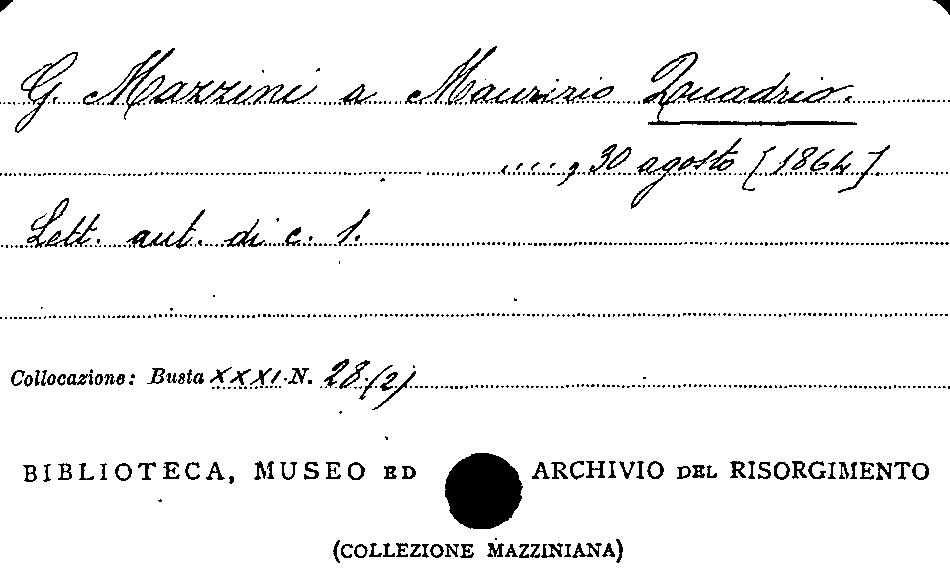 G. Mazzini a Maurizio Quadrio.
...., 30 agosto [1864].
Lett. aut. di c. 1.
Collocazione: Busta XXXI N. 28(2)
BIBLIOTECA, MUSEO ED ARCHIVIO DEL RISORGIMENTO
(COLLEZIONE MAZZINIANA)